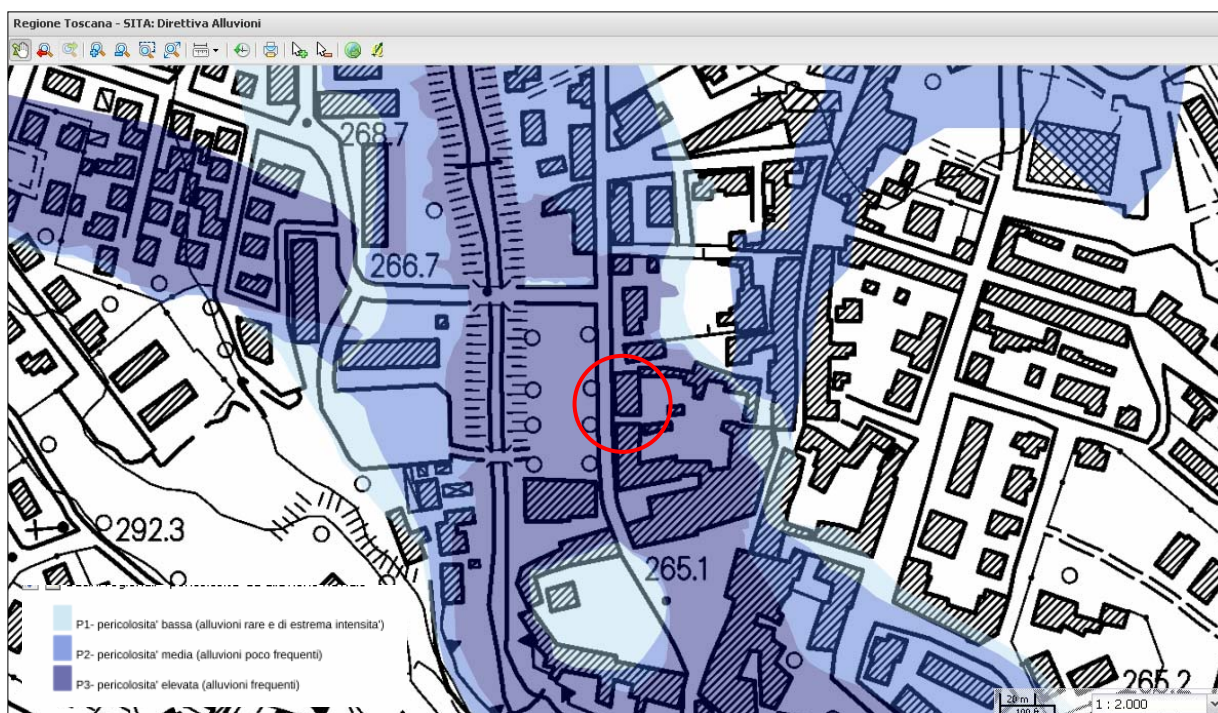 Regione Toscana - SITA: Direttiva Alluvioni
268.7
266.7
292.3
265.1
P1- pericolosita' bassa (alluvioni rare e di estrema intensita')
P2- pericolosita' media (alluvioni poco frequenti)
P3- pericolosita' elevata (alluvioni frequenti)
265.2
20 m
100 ft
1 : 2.000